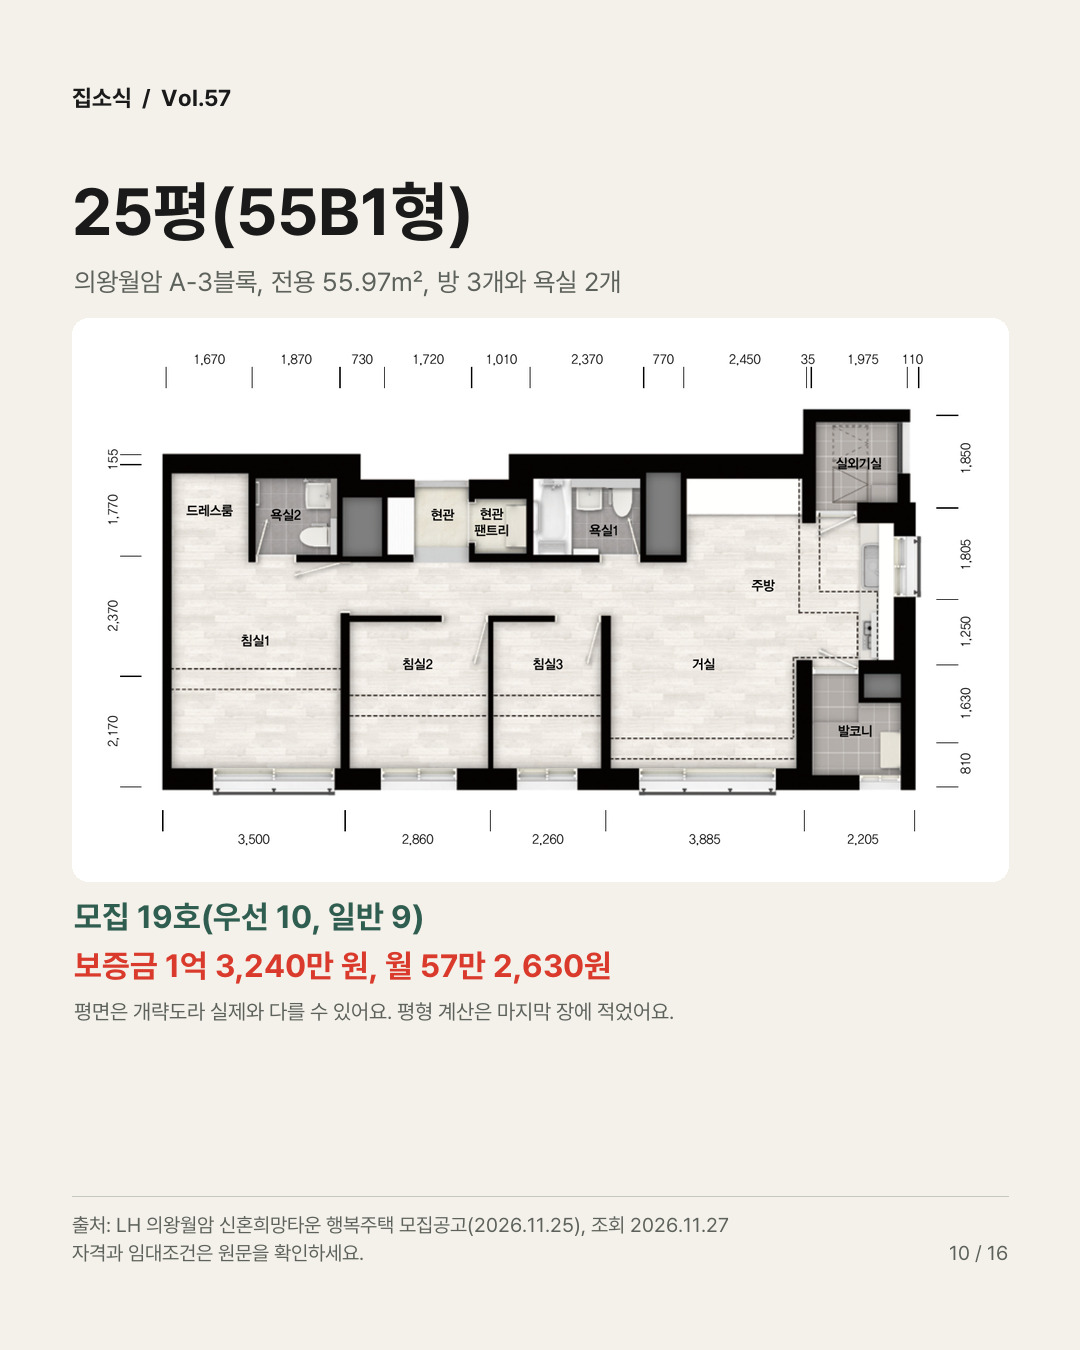 집소식 / Vol.57
25평(55B1형)
의왕월암 A-3블록, 전용 55.97m², 방 3개와 욕실 2개
1,670 1,870 730 1,720 1,010 2,370 770 2,450 35 1,975 110
155
1,770
2,370
2,170
드레스룸
욕실2
현관
현관
팬트리
욕실1
실외기실
주방
침실1
침실2
침실3
거실
발코니
1,850
1,805
1,250
1,630
810
3,500 2,860 2,260 3,885 2,205
모집 19호(우선 10, 일반 9)
보증금 1억 3,240만 원, 월 57만 2,630원
평면은 개략도라 실제와 다를 수 있어요. 평형 계산은 마지막 장에 적었어요.
출처: LH 의왕월암 신혼희망타운 행복주택 모집공고(2026.11.25), 조회 2026.11.27
자격과 임대조건은 원문을 확인하세요.
10 / 16